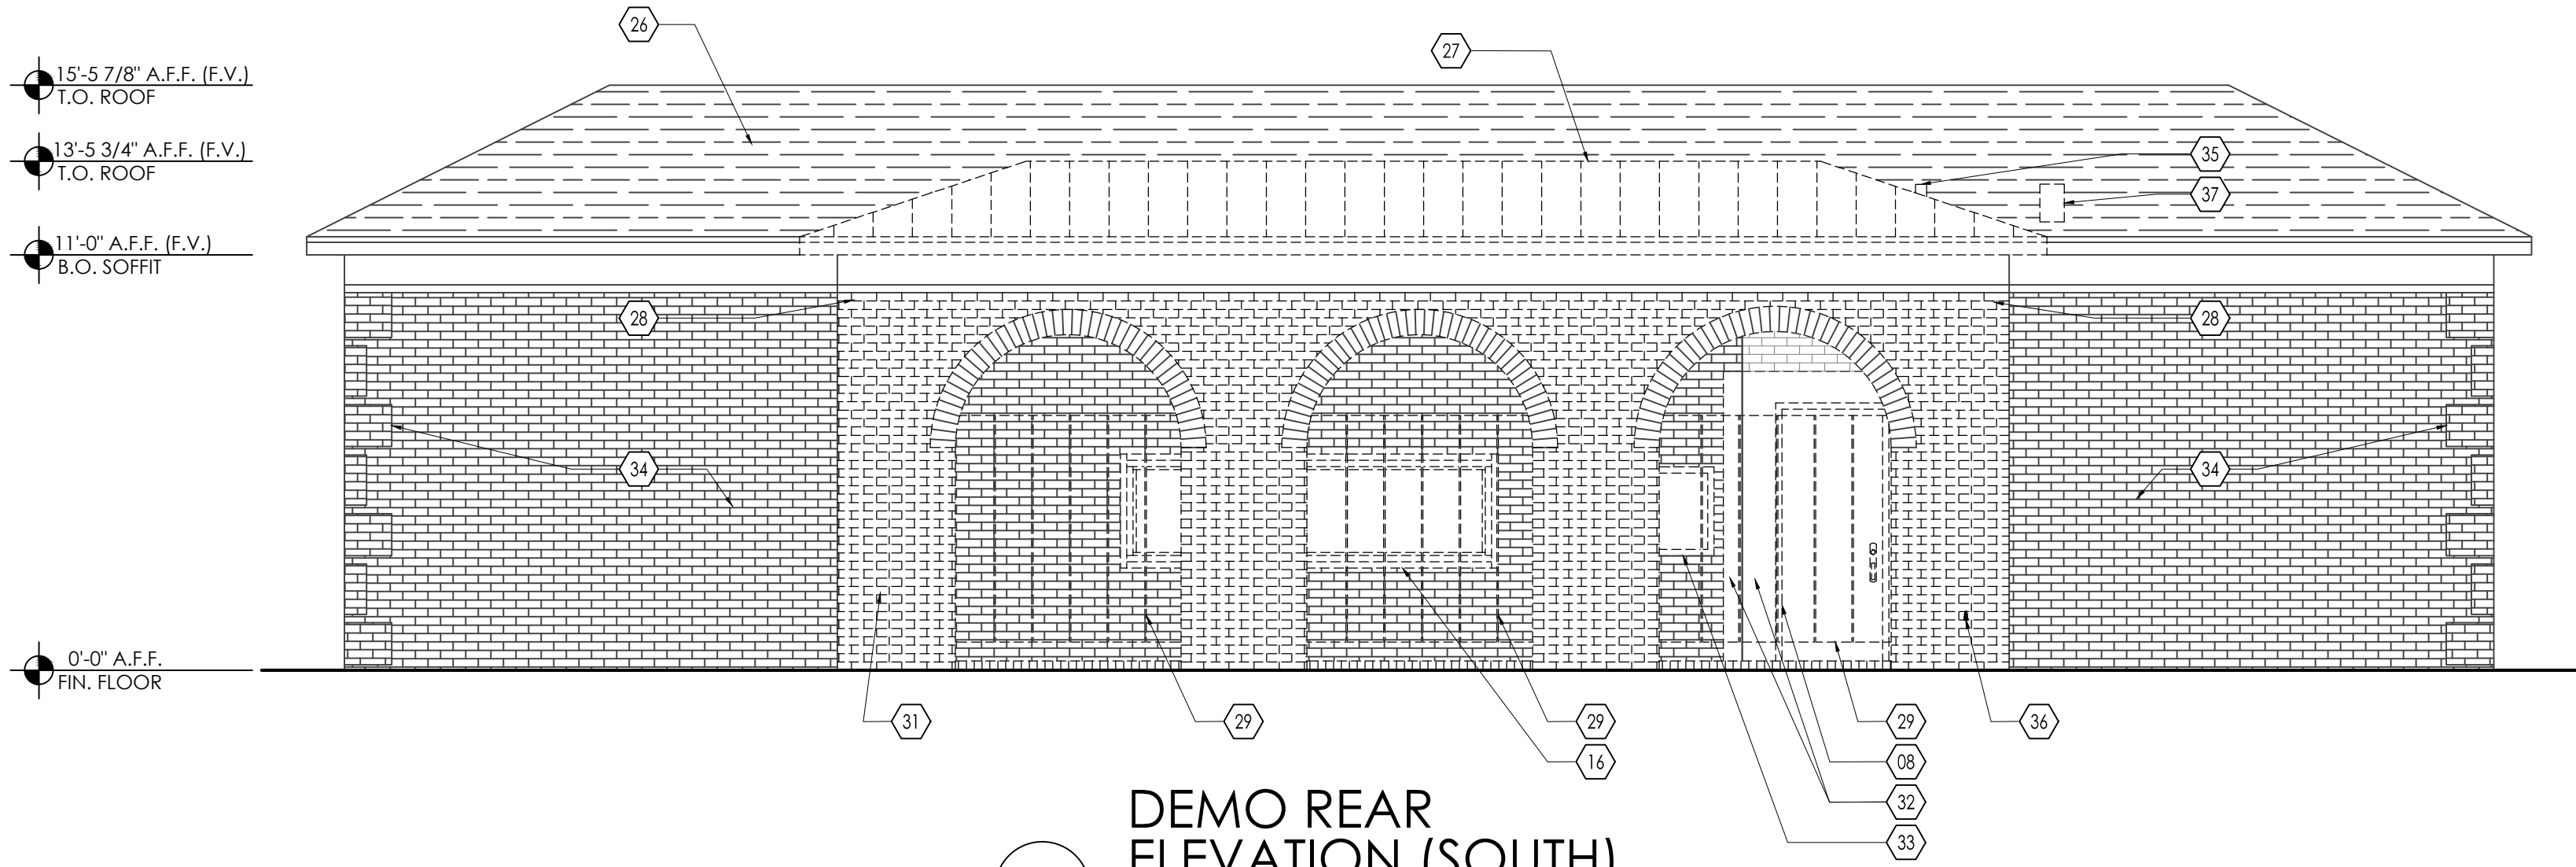 26
27
15'-5 7/8" A.F.F. (F.V.)
T.O. ROOF
13'-5 3/4" A.F.F. (F.V.)
T.O. ROOF
35
37
11'-0" A.F.F. (F.V.)
B.O. SOFFIT
28
28
34
34
0'-0" A.F.F.
FIN. FLOOR
31
29
29
29
36
16
08
32
33
DEMO REAR
ELEVATION (SOUTH)